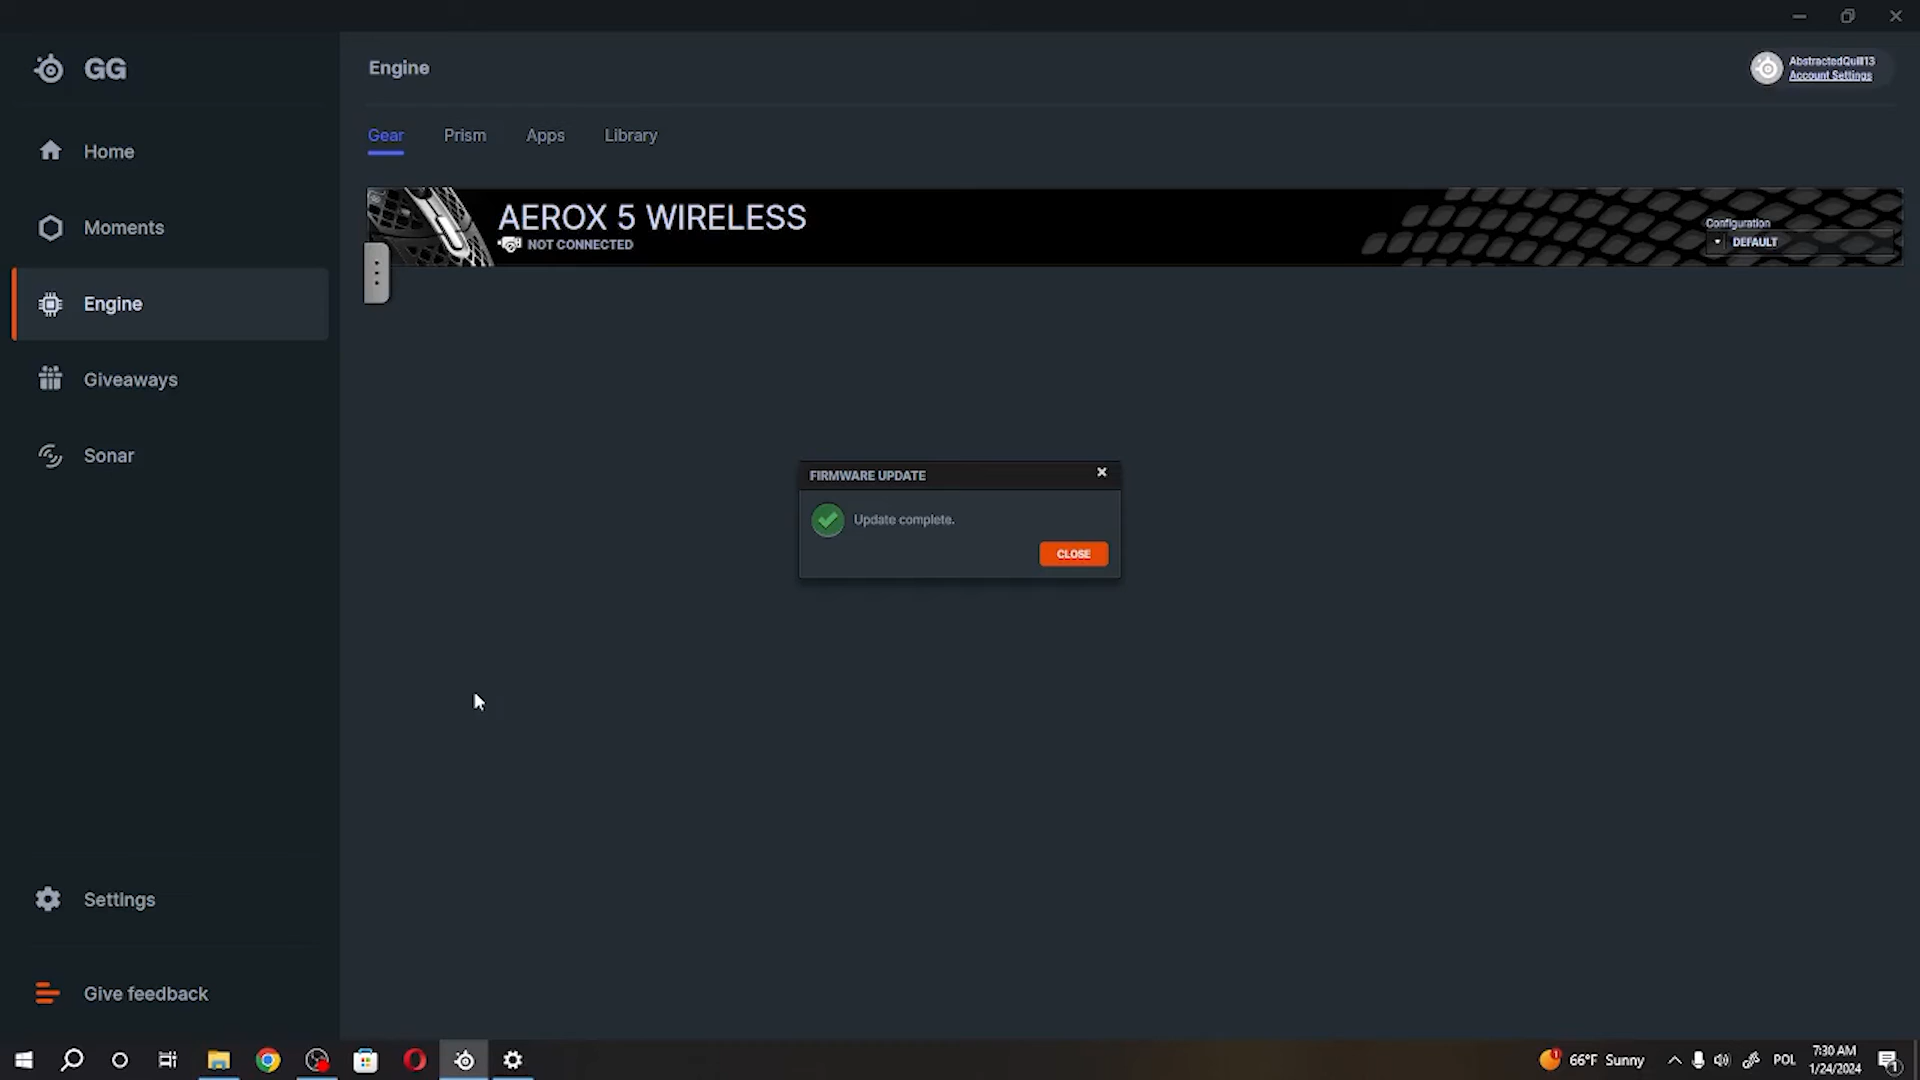 GG
Engine
AbstractedQuill13
Account Settings
Home
Moments
Engine
Giveaways
Sonar
Gear
Prism
Apps
Library
AEROX 5 WIRELESS
NOT CONNECTED
Configuration
DEFAULT
FIRMWARE UPDATE
Update complete.
CLOSE
Settings
Give feedback
66°F Sunny
POL
7:30 AM
1/24/2024